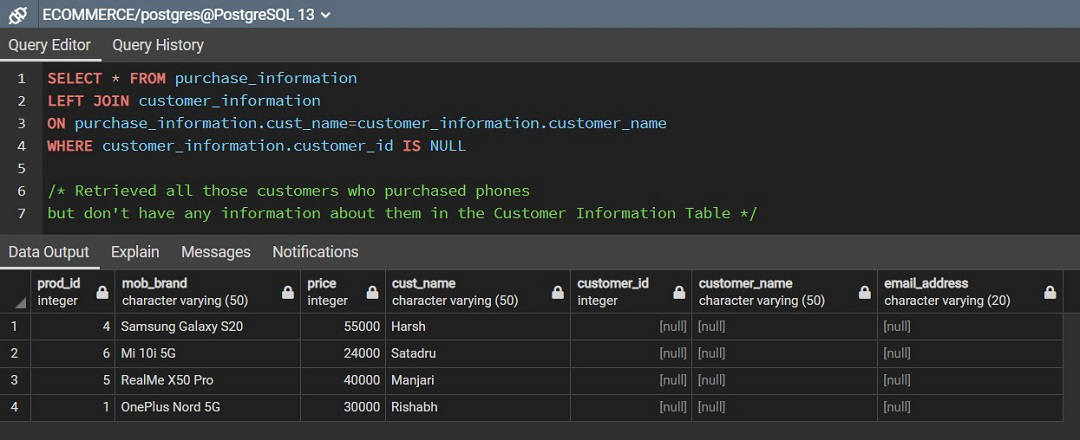 ECOMMERCE/postgres@PostgreSQL 13
Query Editor Query History
1 SELECT * FROM purchase_information
2 LEFT JOIN customer_information
3 ON purchase_information.cust_name=customer_information.customer_name
4 WHERE customer_information.customer_id IS NULL
5
6 /* Retrieved all those customers who purchased phones
7 but don't have any information about them in the Customer Information Table */
Data Output Explain Messages Notifications
prod_id mob_brand price cust_name customer_id customer_name email_address
integer character varying (50) integer character varying (50) integer character varying (50) character varying (20)
1 4 Samsung Galaxy S20 55000 Harsh [null] [null] [null]
2 6 Mi 10i 5G 24000 Satadru [null] [null] [null]
3 5 RealMe X50 Pro 40000 Manjari [null] [null] [null]
4 1 OnePlus Nord 5G 30000 Rishabh [null] [null] [null]